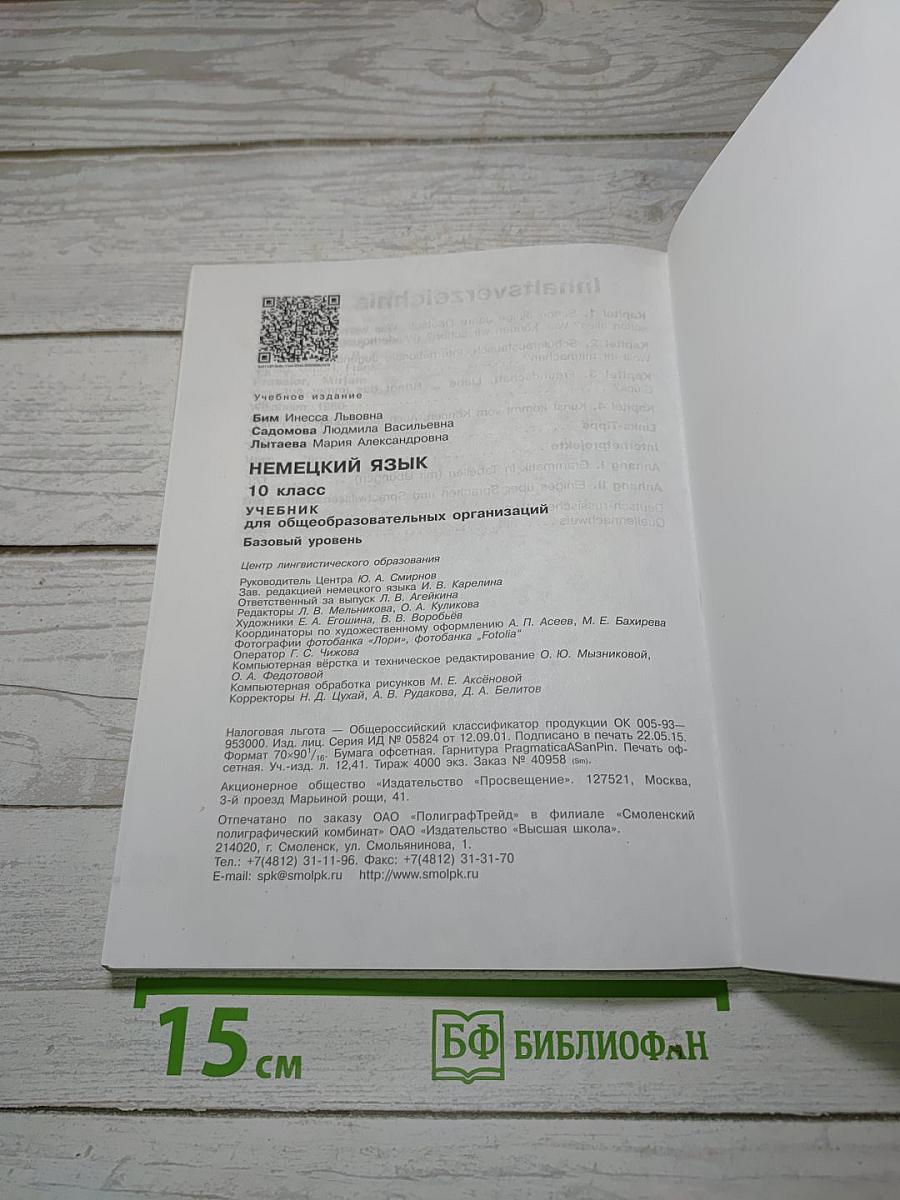 Учебное издание
Бим Инесса Львовна
Садомова Людмила Васильевна
Лытаева Мария Александровна
НЕМЕЦКИЙ ЯЗЫК
10 класс
УЧЕБНИК
для общеобразовательных организаций
Базовый уровень
Центр лингвистического образования
Руководитель Центра Ю. А. Смирнов
Зав. редакцией немецкого языка И. В. Карелина
Ответственный за выпуск Л. В. Агейкина
Редакторы Л. В. Мельникова, О. А. Куликова
Художники Е. А. Егошина, В. В. Воробьёв
Координаторы по художественному оформлению А. П. Асеев, М. Е. Бахирева
Фотографии фотобанка «Лори», фотобанка „Fotolia“
Оператор Г. С. Чижова
Компьютерная вёрстка и техническое редактирование О. Ю. Мызниковой,
О. А. Федотовой
Компьютерная обработка рисунков М. Е. Аксёновой
Корректоры Н. Д. Цухай, А. В. Рудакова, Д. А. Белитов
Налоговая льгота — Общероссийский классификатор продукции ОК 005-93—
953000. Изд. лиц. Серия ИД № 05824 от 12.09.01. Подписано в печать 22.05.15.
Формат 70×90 1/16. Бумага офсетная. Гарнитура PragmaticaASanPin. Печать оф-
сетная. Уч.-изд. л. 12,41. Тираж 4000 экз. Заказ № 40958 (Sm).
Акционерное общество «Издательство «Просвещение». 127521, Москва,
3-й проезд Марьиной рощи, 41.
Отпечатано по заказу ОАО «ПолиграфТрейд» в филиале «Смоленский
полиграфический комбинат» ОАО «Издательство «Высшая школа».
214020, г. Смоленск, ул. Смольянинова, 1.
Тел.: +7(4812) 31-11-96. Факс: +7(4812) 31-31-70
E-mail: spk@smolpk.ru http://www.smolpk.ru
15 см
БФ БИБЛИОФАН